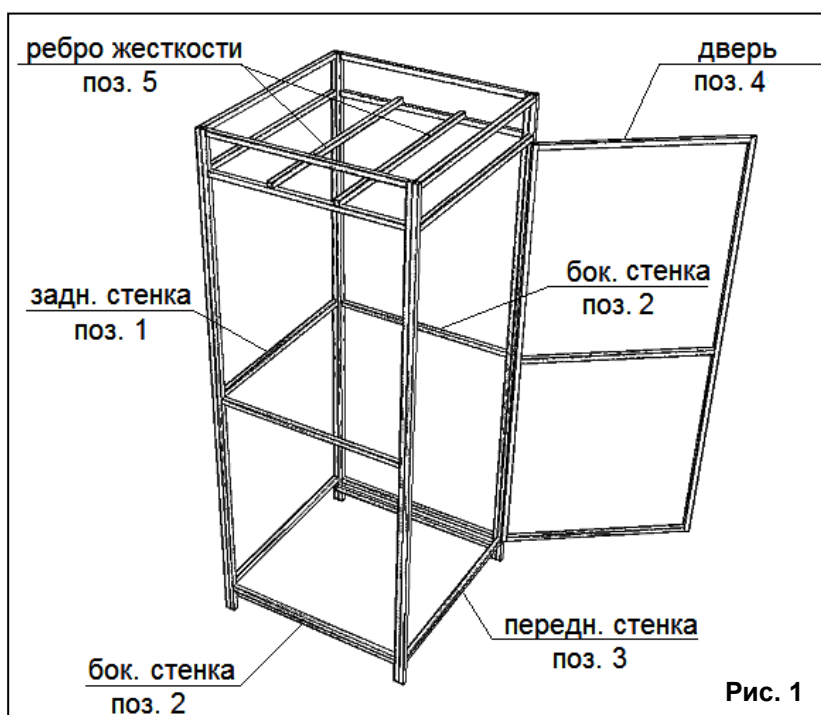 ребро жесткости
поз. 5
дверь
поз. 4
бок. стенка
поз. 2
задн. стенка
поз. 1
передн. стенка
поз. 3
бок. стенка
поз. 2
Рис. 1